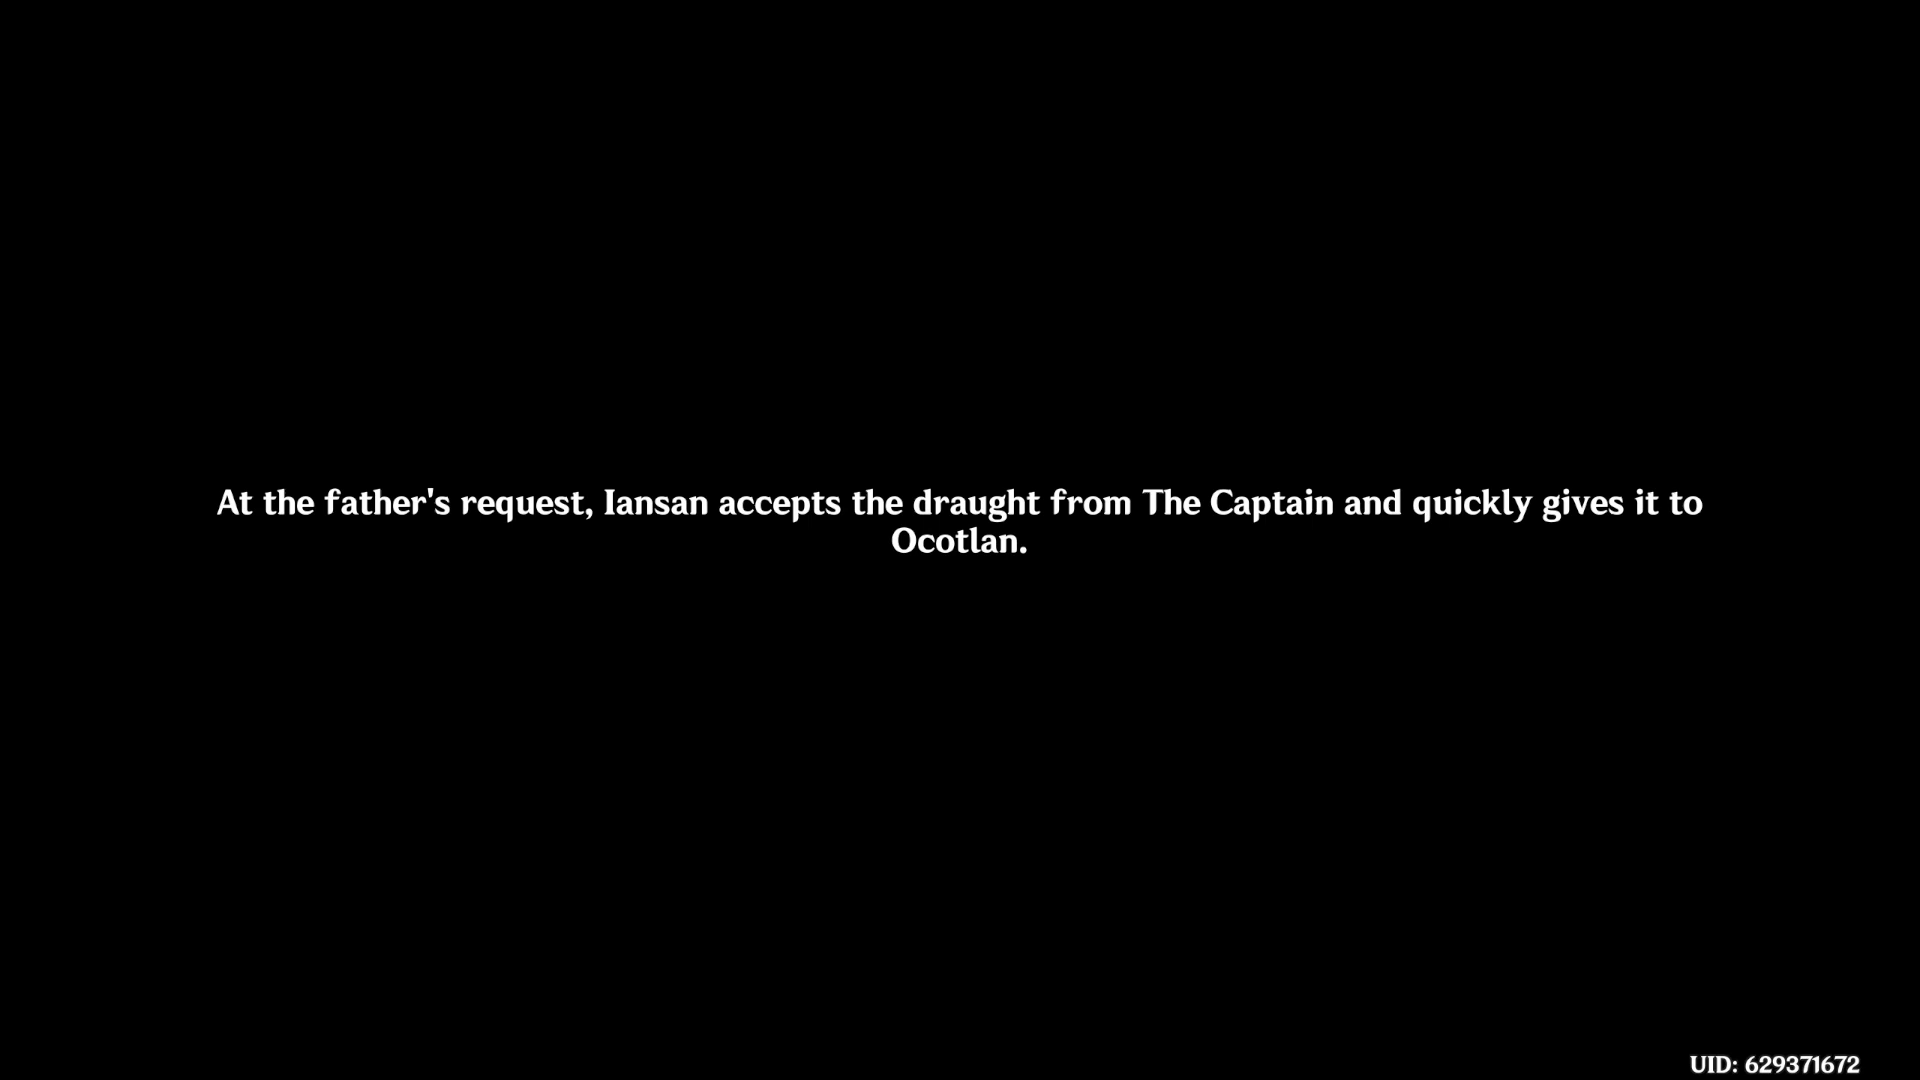 At the father's request, Iansan accepts the draught from The Captain and quickly gives it to
Ocotlan.
UID: 629371672